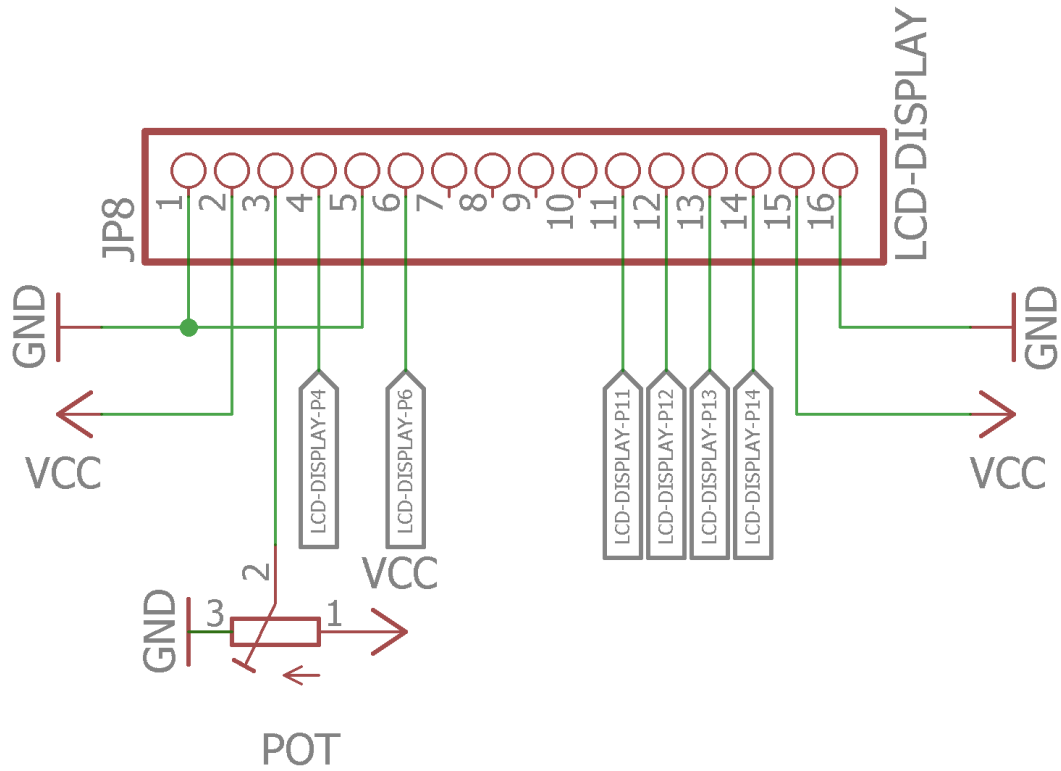 LCD-DISPLAY
JP8
1
2
3
4
5
6
7
8
9
10
11
12
13
14
15
16
GND
GND
VCC
VCC
LCD-DISPLAY-P4
LCD-DISPLAY-P6
LCD-DISPLAY-P11
LCD-DISPLAY-P12
LCD-DISPLAY-P13
LCD-DISPLAY-P14
2
VCC
GND
3
1
POT